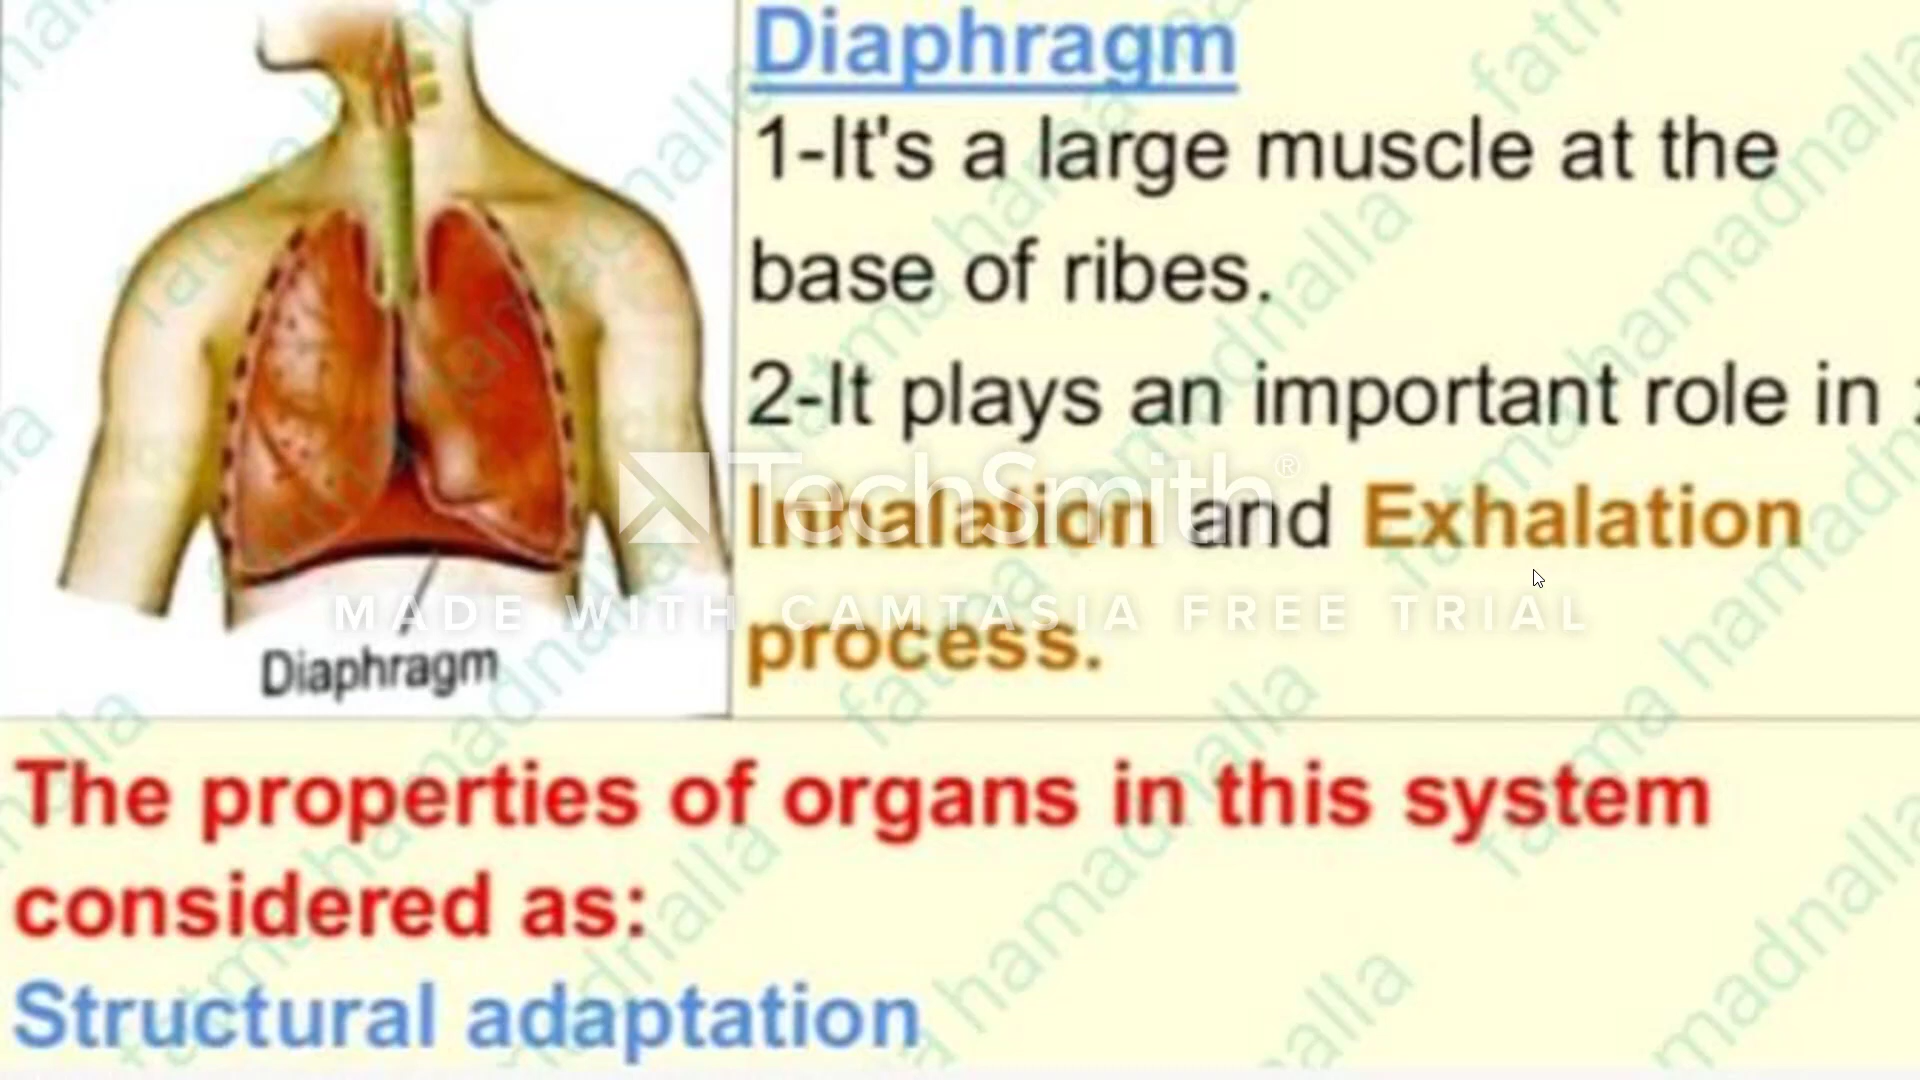 Diaphragm
1-It's a large muscle at the
base of ribes.
2-It plays an important role in :
Inhalation and Exhalation
process.
TechSmith®
MADE WITH CAMTASIA FREE TRIAL
Diaphragm
The properties of organs in this system
considered as:
Structural adaptation
fatma hamadnalla